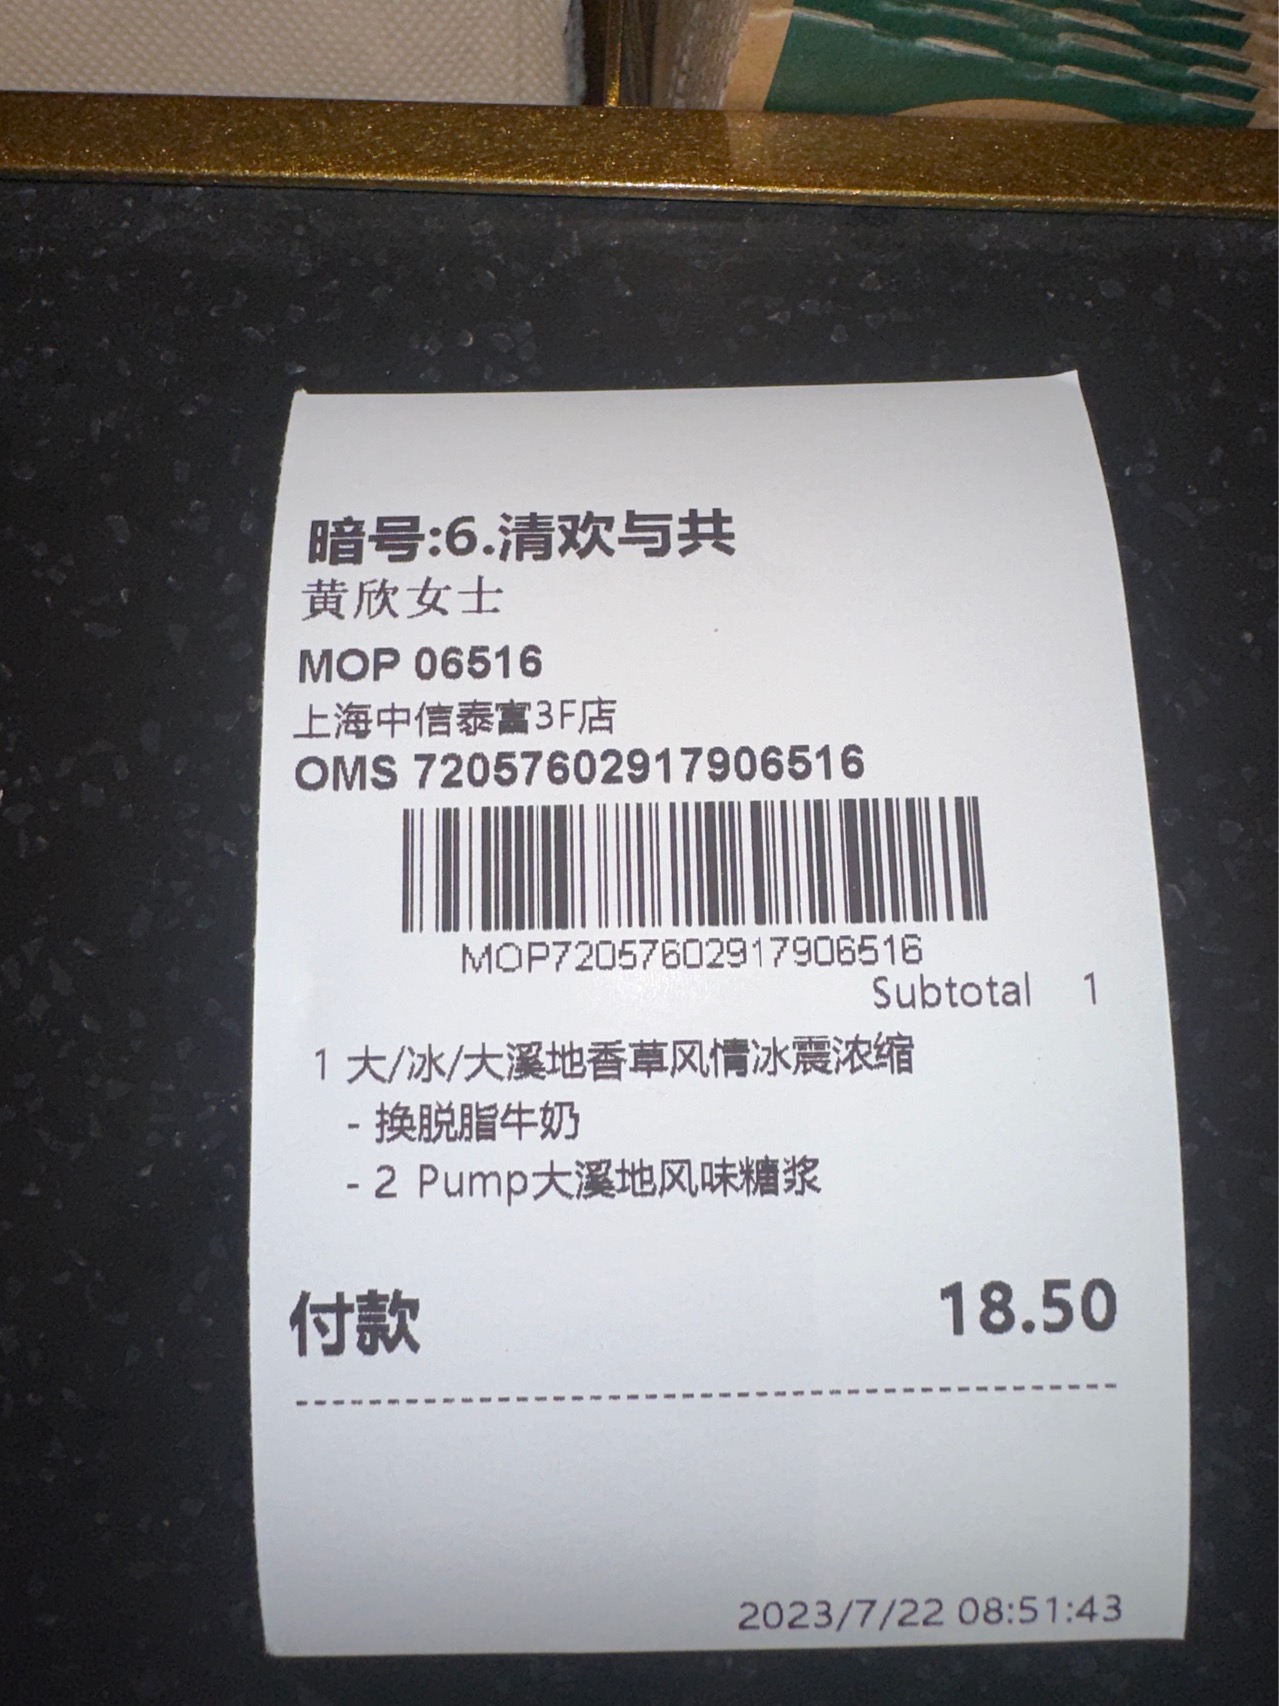 暗号:6.清欢与共
黄欣女士
MOP 06516
上海中信泰富3F店
OMS 72057602917906516
MOP72057602917906516
Subtotal 1
1 大/冰/大溪地香草风情冰震浓缩
- 换脱脂牛奶
- 2 Pump大溪地风味糖浆
付款 18.50
2023/7/22 08:51:43